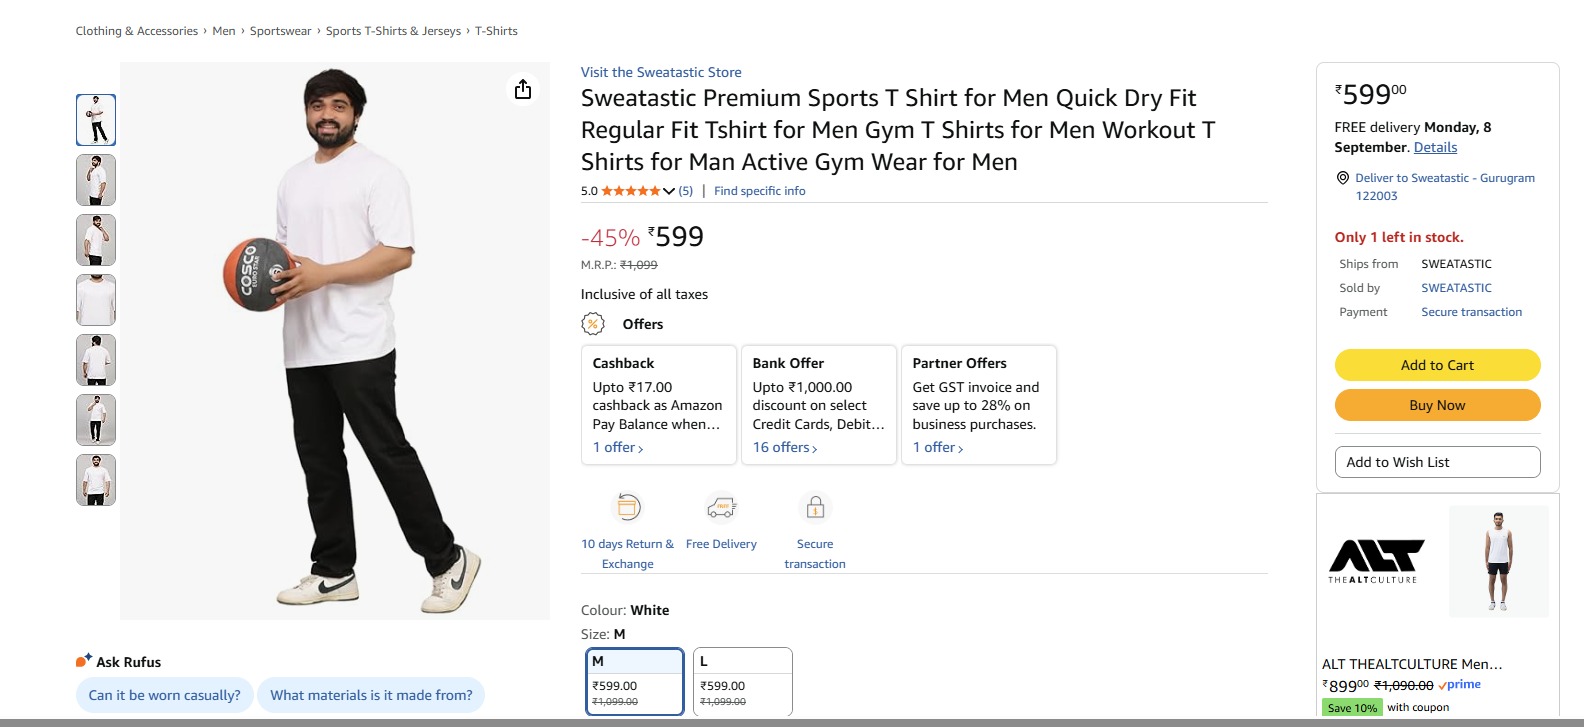 Clothing & Accessories › Men › Sportswear › Sports T-Shirts & Jerseys › T-Shirts
COSCO
EURO STAR
Visit the Sweatastic Store
Sweatastic Premium Sports T Shirt for Men Quick Dry Fit
Regular Fit Tshirt for Men Gym T Shirts for Men Workout T
Shirts for Man Active Gym Wear for Men
5.0 (5) | Find specific info
-45% ₹599
M.R.P.: ₹1,099
Inclusive of all taxes
% Offers
Cashback
Upto ₹17.00
cashback as Amazon
Pay Balance when…
1 offer ›
Bank Offer
Upto ₹1,000.00
discount on select
Credit Cards, Debit…
16 offers ›
Partner Offers
Get GST invoice and
save up to 28% on
business purchases.
1 offer ›
10 days Return &
Exchange
FREE
Free Delivery
$
Secure
transaction
Colour: White
Size: M
M
₹599.00
₹1,099.00
L
₹599.00
₹1,099.00
Ask Rufus
Can it be worn casually?
What materials is it made from?
₹59900
FREE delivery Monday, 8
September. Details
Deliver to Sweatastic - Gurugram
122003
Only 1 left in stock.
Ships from SWEATASTIC
Sold by SWEATASTIC
Payment Secure transaction
Add to Cart
Buy Now
Add to Wish List
ALT
THEALTCULTURE
ALT THEALTCULTURE Men…
₹89900 ₹1,090.00 prime
Save 10% with coupon